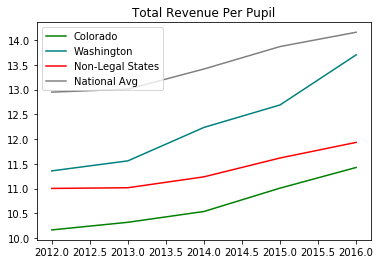 Total Revenue Per Pupil
Colorado
Washington
Non-Legal States
National Avg
14.0
13.5
13.0
12.5
12.0
11.5
11.0
10.5
10.0
2012.0 2012.5 2013.0 2013.5 2014.0 2014.5 2015.0 2015.5 2016.0